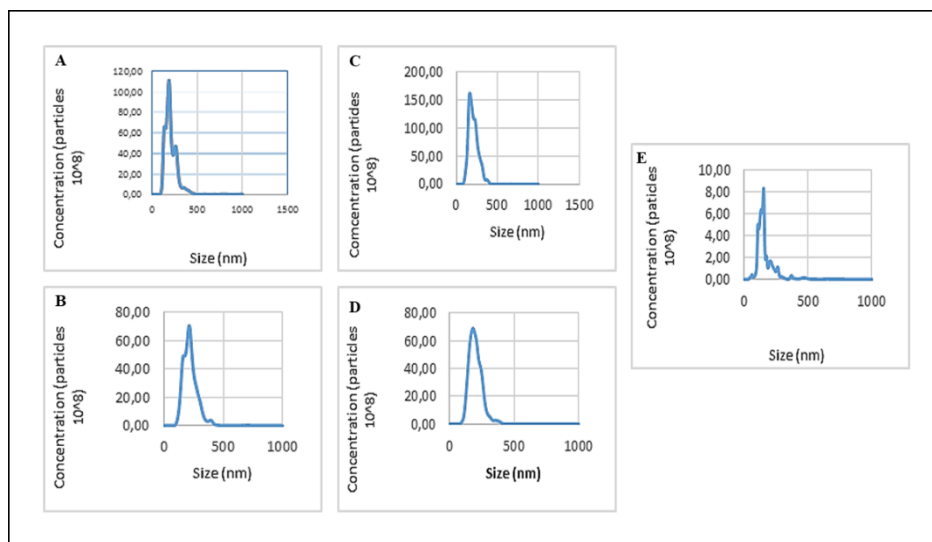 A
Concentration (particles
10^8)
120,00
100,00
80,00
60,00
40,00
20,00
0,00
0 500 1000 1500
Size (nm)
C
Comcentration (particles
10^8)
200,00
150,00
100,00
50,00
0,00
0 500 1000 1500
Size (nm)
E
Concentration (patides
10^8)
10,00
8,00
6,00
4,00
2,00
0,00
0 500 1000
Size (nm)
B
Concentration (particles
10^8)
80,00
60,00
40,00
20,00
0,00
0 500 1000
Size (nm)
D
Concentration (particles
10^8)
80,00
60,00
40,00
20,00
0,00
0 500 1000
Size (nm)